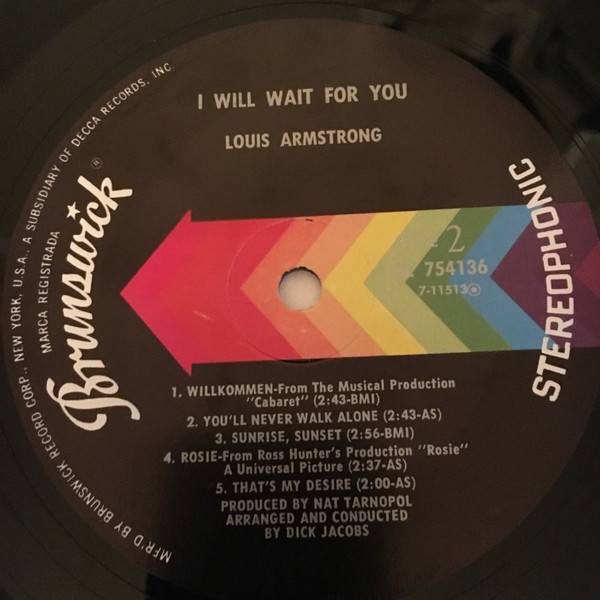 I WILL WAIT FOR YOU
LOUIS ARMSTRONG
Brunswick®
MARCA REGISTRADA
MFR'D BY BRUNSWICK RECORD CORP., NEW YORK, U.S.A., A SUBSIDIARY OF DECCA RECORDS, INC.
2
754136
7-11513℗
STEREOPHONIC
1. WILLKOMMEN-From The Musical Production
"Cabaret" (2:43-BMI)
2. YOU'LL NEVER WALK ALONE (2:43-AS)
3. SUNRISE, SUNSET (2:56-BMI)
4. ROSIE-From Ross Hunter's Production "Rosie"
A Universal Picture (2:37-AS)
5. THAT'S MY DESIRE (2:00-AS)
PRODUCED BY NAT TARNOPOL
ARRANGED AND CONDUCTED
BY DICK JACOBS